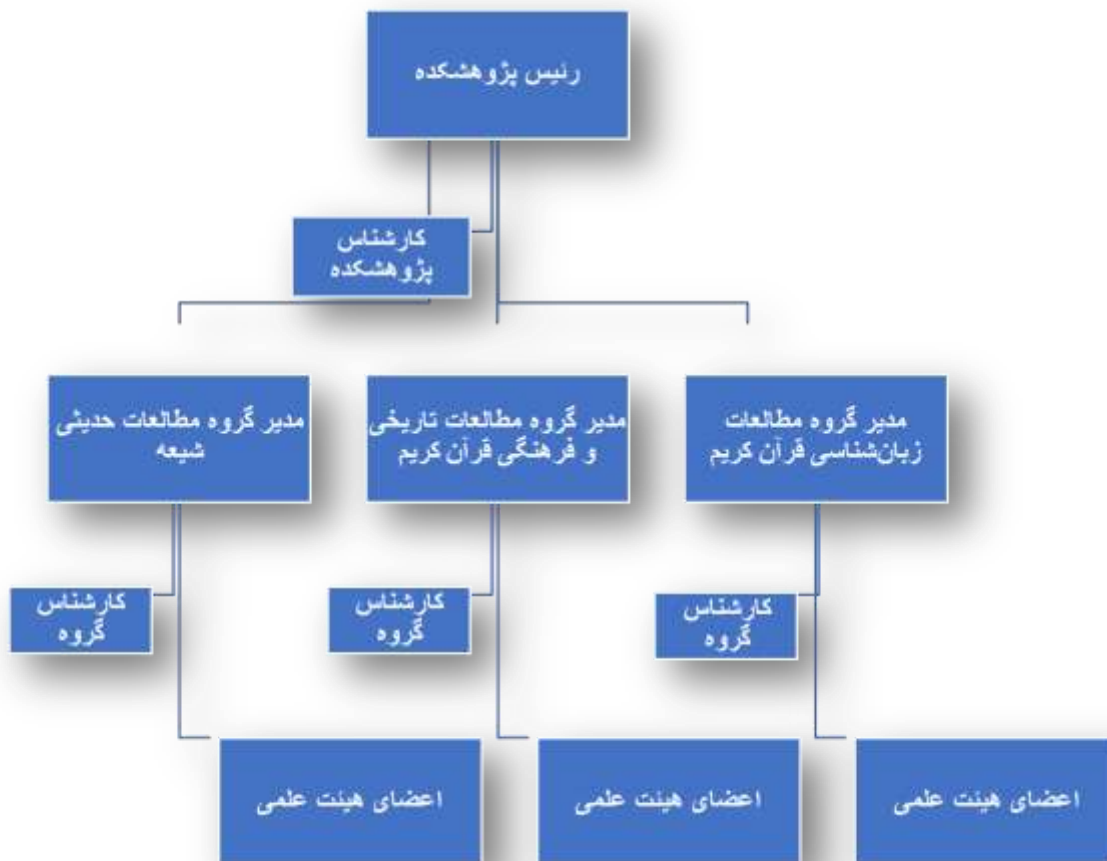 رئیس پژوهشکده
کارشناس
پژوهشکده
مدیر گروه مطالعات
زبان‌شناسی قرآن کریم
مدیر گروه مطالعات تاریخی
و فرهنگی قرآن کریم
مدیر گروه مطالعات حدیثی
شیعه
کارشناس
گروه
کارشناس
گروه
کارشناس
گروه
اعضای هیئت علمی
اعضای هیئت علمی
اعضای هیئت علمی